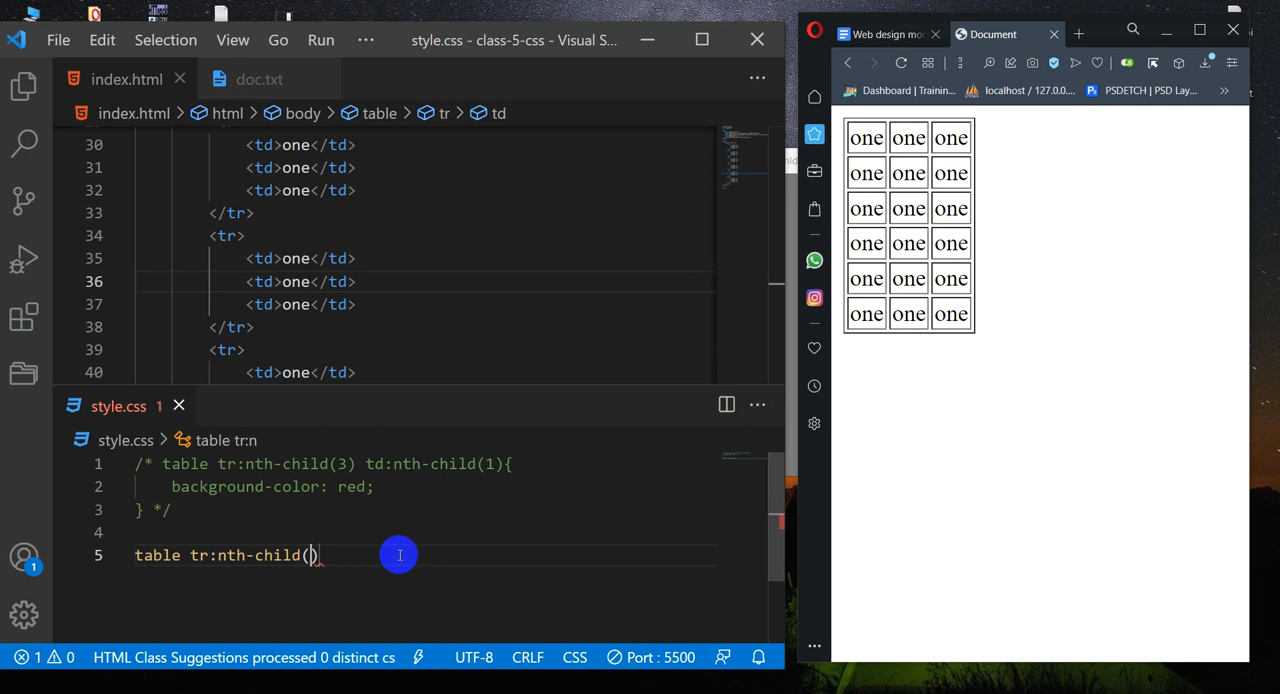 File Edit Selection View Go Run ··· style.css - class-5-css - Visual S...
index.html doc.txt ···
index.html > html > body > table > tr > td
30 <td>one</td>
31 <td>one</td>
32 <td>one</td>
33 </tr>
34 <tr>
35 <td>one</td>
36 <td>one</td>
37 <td>one</td>
38 </tr>
39 <tr>
40 <td>one</td>
style.css 1 ···
style.css > table tr:n
1 /* table tr:nth-child(3) td:nth-child(1){
2 background-color: red;
3 } */
4
5 table tr:nth-child()
1
1 0 HTML Class Suggestions processed 0 distinct cs UTF-8 CRLF CSS Port : 5500
Web design mo Document
Dashboard | Trainin... localhost / 127.0.0.... Ps PSDETCH | PSD Lay... »
one one one
one one one
one one one
one one one
one one one
one one one